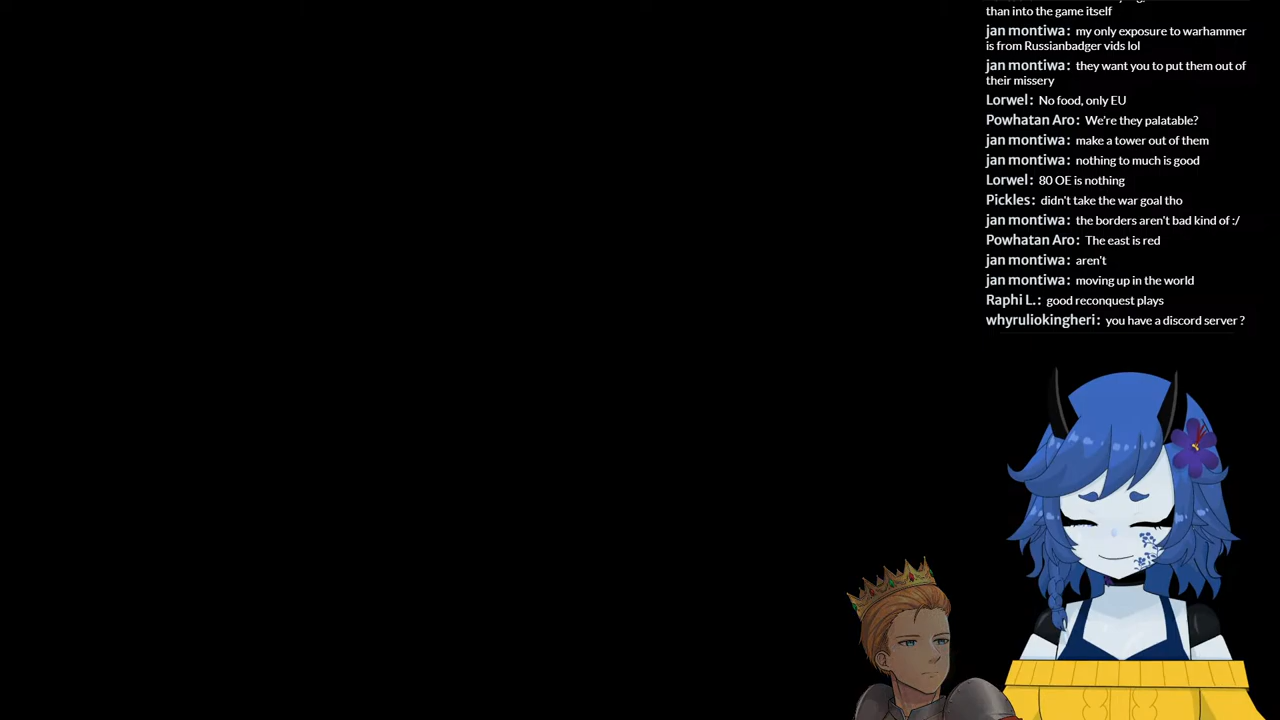 than into the game itself
jan montiwa: my only exposure to warhammer
is from Russianbadger vids lol
jan montiwa: they want you to put them out of
their missery
Lorwel: No food, only EU
Powhatan Aro: We're they palatable?
jan montiwa: make a tower out of them
jan montiwa: nothing to much is good
Lorwel: 80 OE is nothing
Pickles: didn't take the war goal tho
jan montiwa: the borders aren't bad kind of :/
Powhatan Aro: The east is red
jan montiwa: aren't
jan montiwa: moving up in the world
Raphi L.: good reconquest plays
whyruliokingheri: you have a discord server ?